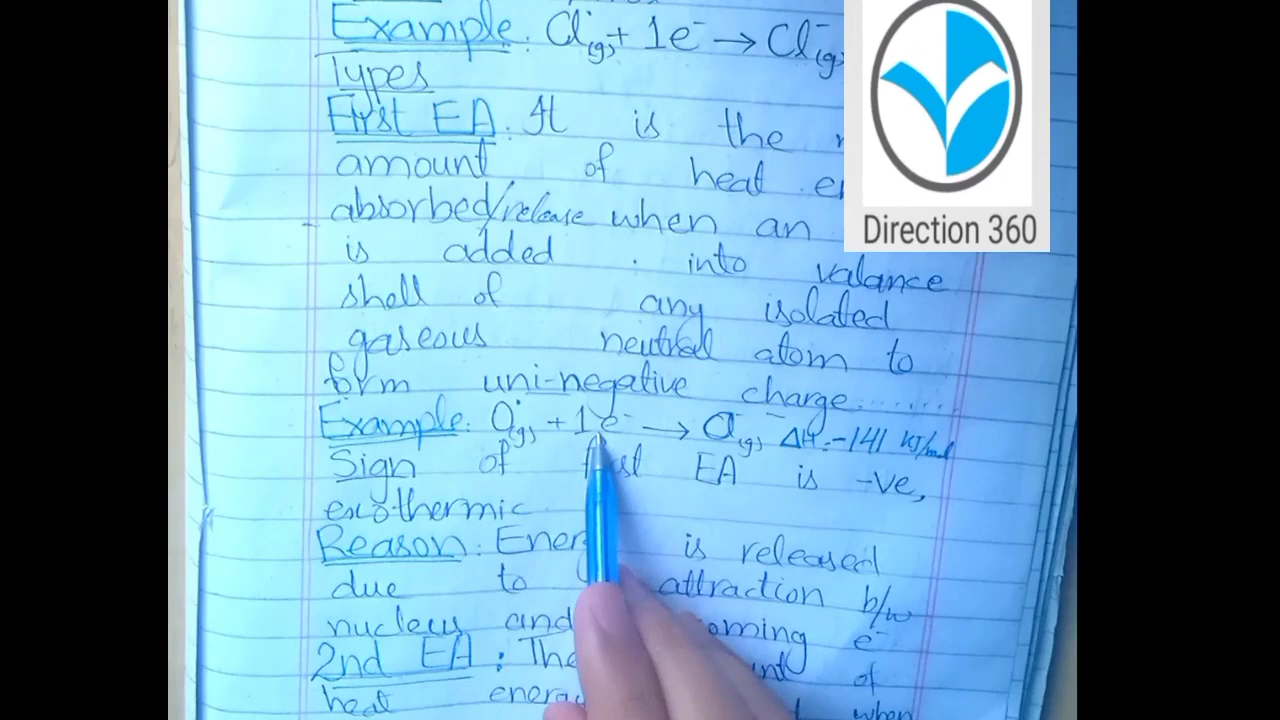 Example: Cl(g) + 1e⁻ → Cl⁻(g)
Types
First EA. It is the
amount of heat
absorbed/release when an
is added into valance
shell of any isolated
gaseous neutral atom to
form uni-negative charge.......
Example: O(g) + 1e⁻ → O⁻(g) ΔH:-141 KJ/mol
Sign of EA is -ve,
exothermic
Reason: is released
due to attraction b/w
nucleus and e⁻
2nd EA: of
heat when
Direction 360